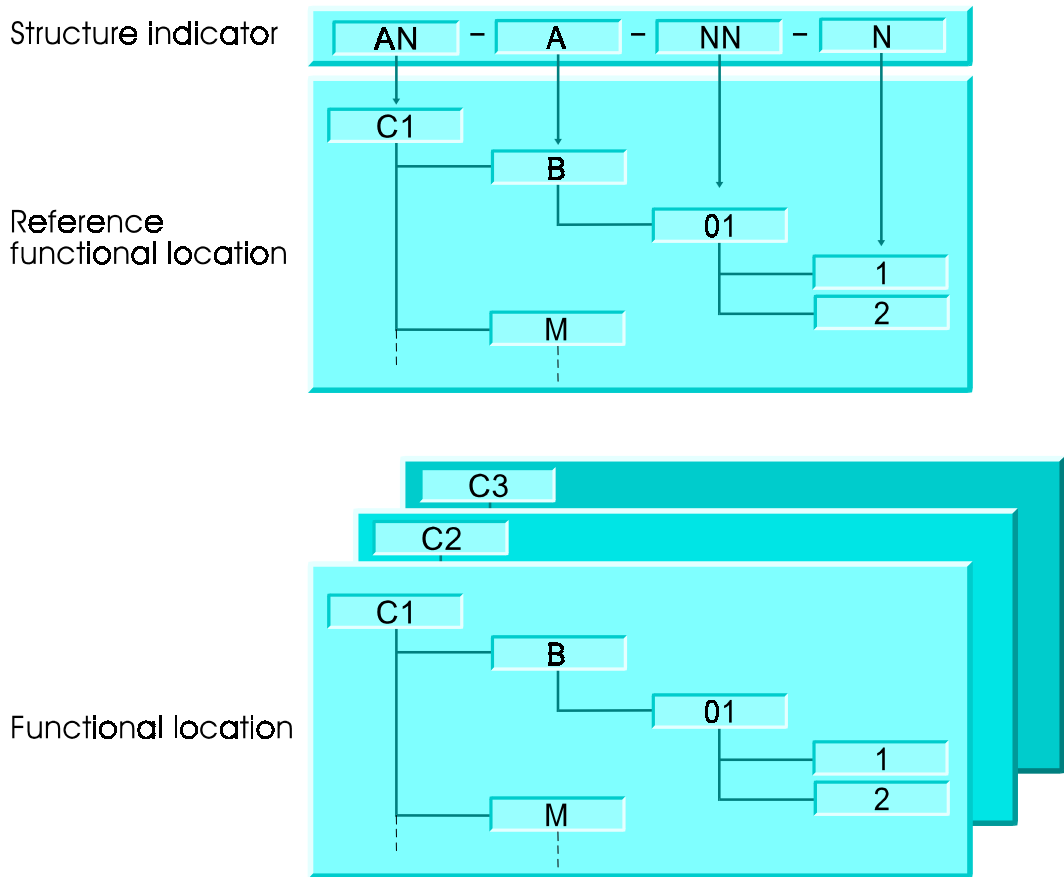 Structure indicator AN - A - NN - N
C1
B
Reference
functional location
01
1
2
M
C3
C2
C1
B
Functional location
01
1
2
M